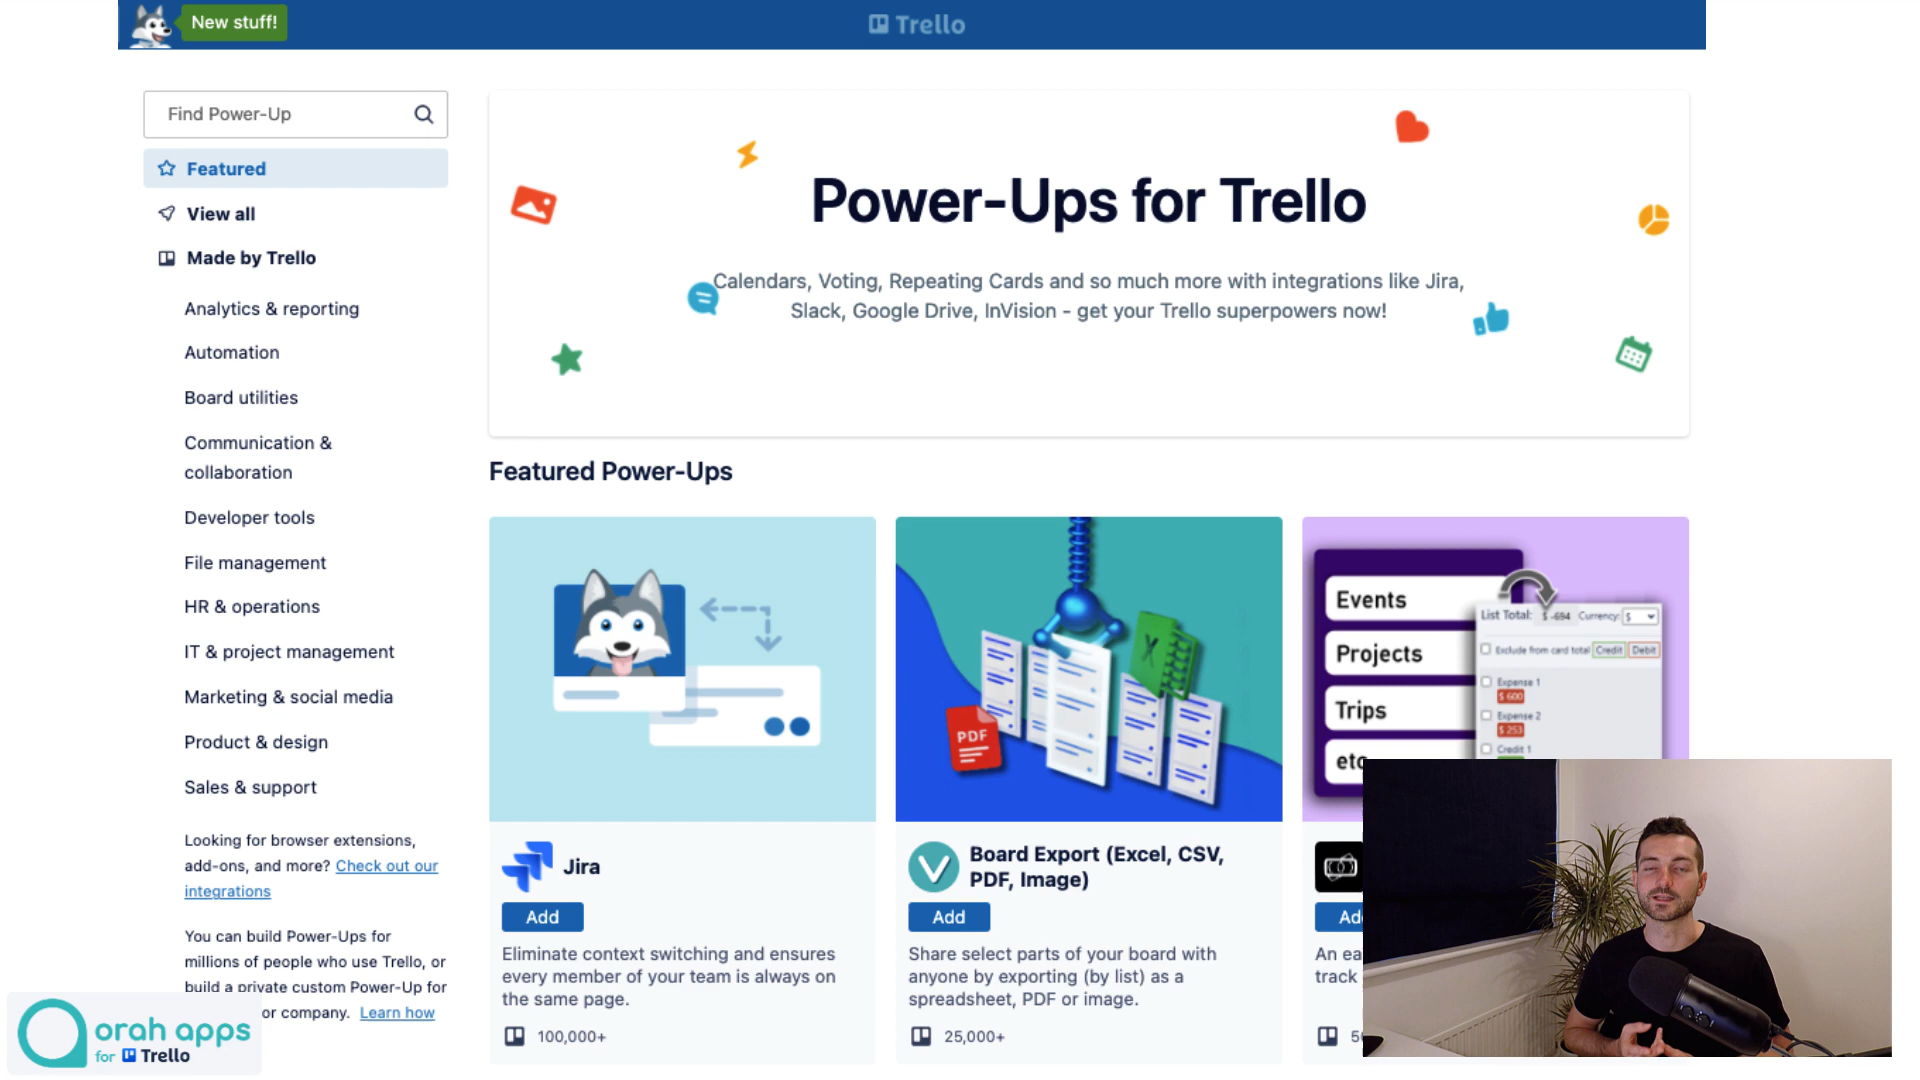 New stuff!
Trello
Find Power-Up
Featured
View all
Made by Trello
Analytics & reporting
Automation
Board utilities
Communication &
collaboration
Developer tools
File management
HR & operations
IT & project management
Marketing & social media
Product & design
Sales & support
Looking for browser extensions,
add-ons, and more? Check out our
integrations
You can build Power-Ups for
millions of people who use Trello, or
build a private custom Power-Up for
or company. Learn how
orah apps
for Trello
Power-Ups for Trello
Calendars, Voting, Repeating Cards and so much more with integrations like Jira,
Slack, Google Drive, InVision - get your Trello superpowers now!
Featured Power-Ups
Jira
Add
Eliminate context switching and ensures
every member of your team is always on
the same page.
100,000+
PDF
X
Board Export (Excel, CSV,
PDF, Image)
Add
Share select parts of your board with
anyone by exporting (by list) as a
spreadsheet, PDF or image.
25,000+
Events
Projects
Trips
etc
List Total: $ -694 Currency: $
Exclude from card total Credit Debit
Expense 1
$ 600
Expense 2
$ 253
Credit 1
An ea
track